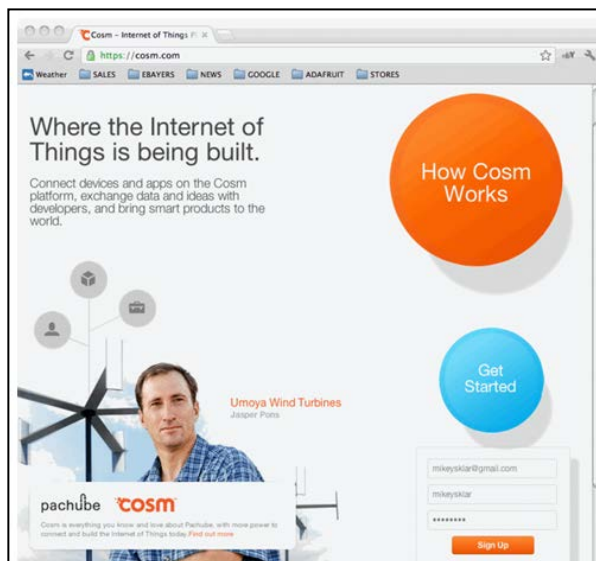 Cosm – Internet of Things Pl
https://cosm.com
Weather SALES EBAYERS NEWS GOOGLE ADAFRUIT STORES
Where the Internet of
Things is being built.
Connect devices and apps on the Cosm
platform, exchange data and ideas with
developers, and bring smart products to the
world.
How Cosm
Works
Get
Started
Umoya Wind Turbines
Jasper Pons
mikeysklar@gmail.com
mikeysklar
Sign Up
pachube cosm
Cosm is everything you know and love about Pachube, with more power to
connect and build the Internet of Things today. Find out more